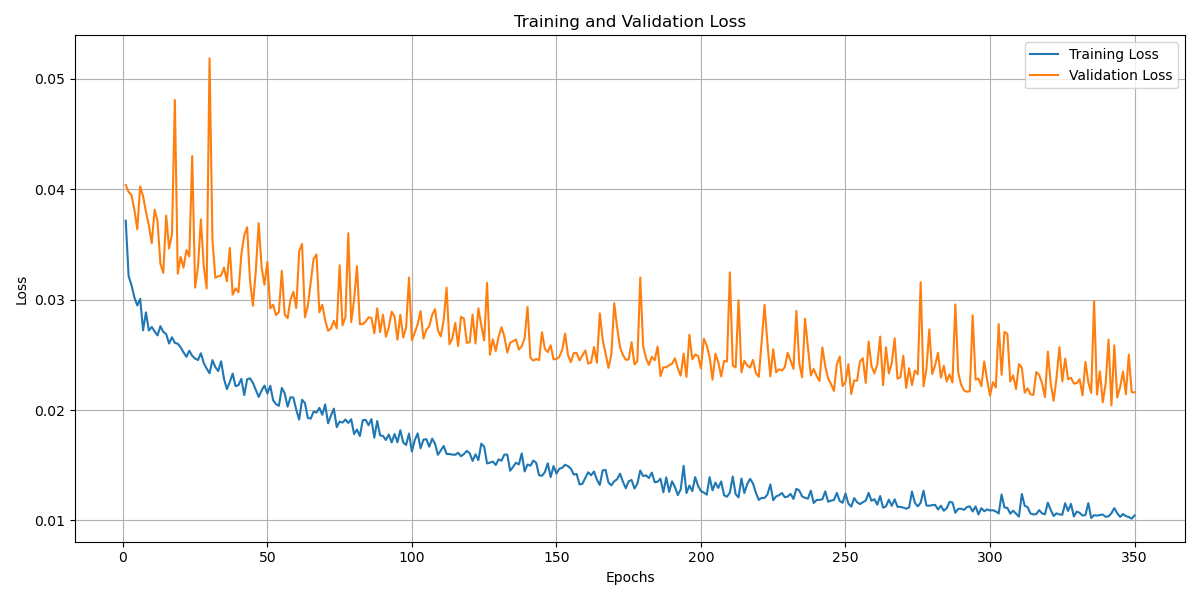 Training and Validation Loss
Training Loss
Validation Loss
0.05
0.04
0.03
0.02
0.01
Loss
0 50 100 150 200 250 300 350
Epochs